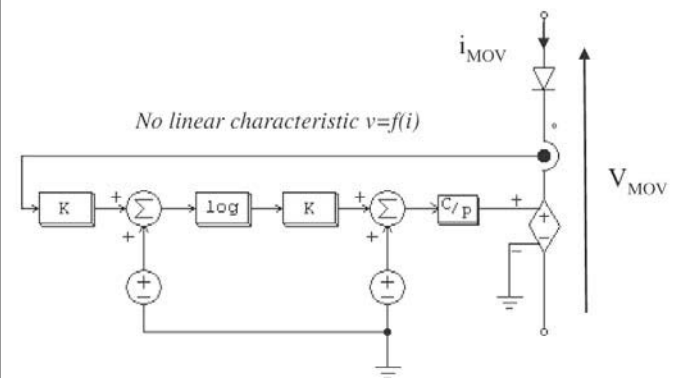 i_MOV
No linear characteristic v=f(i)
V_MOV
K
+
Σ
+
log
K
+
Σ
+
C/p
+
+
−
−
+
−
+
−